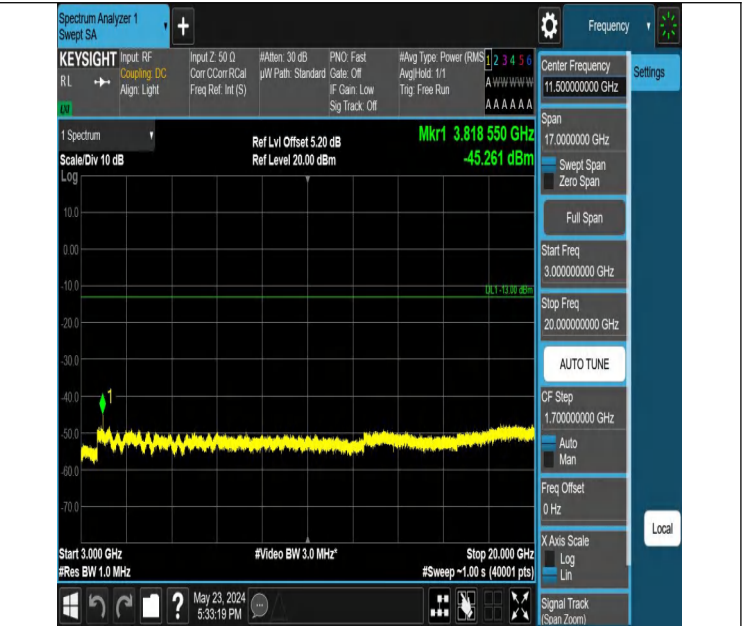 Spectrum Analyzer 1
Swept SA
+
Frequency
KEYSIGHT
RL
LNI
Input: RF
Coupling: DC
Align: Light
Input Z: 50 Ω
Corr CCorr RCal
Freq Ref: Int (S)
#Atten: 30 dB
µW Path: Standard
PNO: Fast
Gate: Off
IF Gain: Low
Sig Track: Off
#Avg Type: Power (RMS
Avg|Hold: 1/1
Trig: Free Run
1 2 3 4 5 6
A W W W W W
A A A A A A
1 Spectrum
Scale/Div 10 dB
Log
Ref Lvl Offset 5.20 dB
Ref Level 20.00 dBm
Mkr1 3.818 550 GHz
-45.261 dBm
10.0
0.00
-10.0
DL1 -13.00 dBm
-20.0
-30.0
-40.0
1
-50.0
-60.0
-70.0
Start 3.000 GHz
#Res BW 1.0 MHz
#Video BW 3.0 MHz*
Stop 20.000 GHz
#Sweep ~1.00 s (40001 pts)
?
May 23, 2024
5:33:19 PM
Center Frequency
11.500000000 GHz
Settings
Span
17.0000000 GHz
Swept Span
Zero Span
Full Span
Start Freq
3.000000000 GHz
Stop Freq
20.000000000 GHz
AUTO TUNE
CF Step
1.700000000 GHz
Auto
Man
Freq Offset
0 Hz
X Axis Scale
Log
Lin
Local
Signal Track
(Span Zoom)